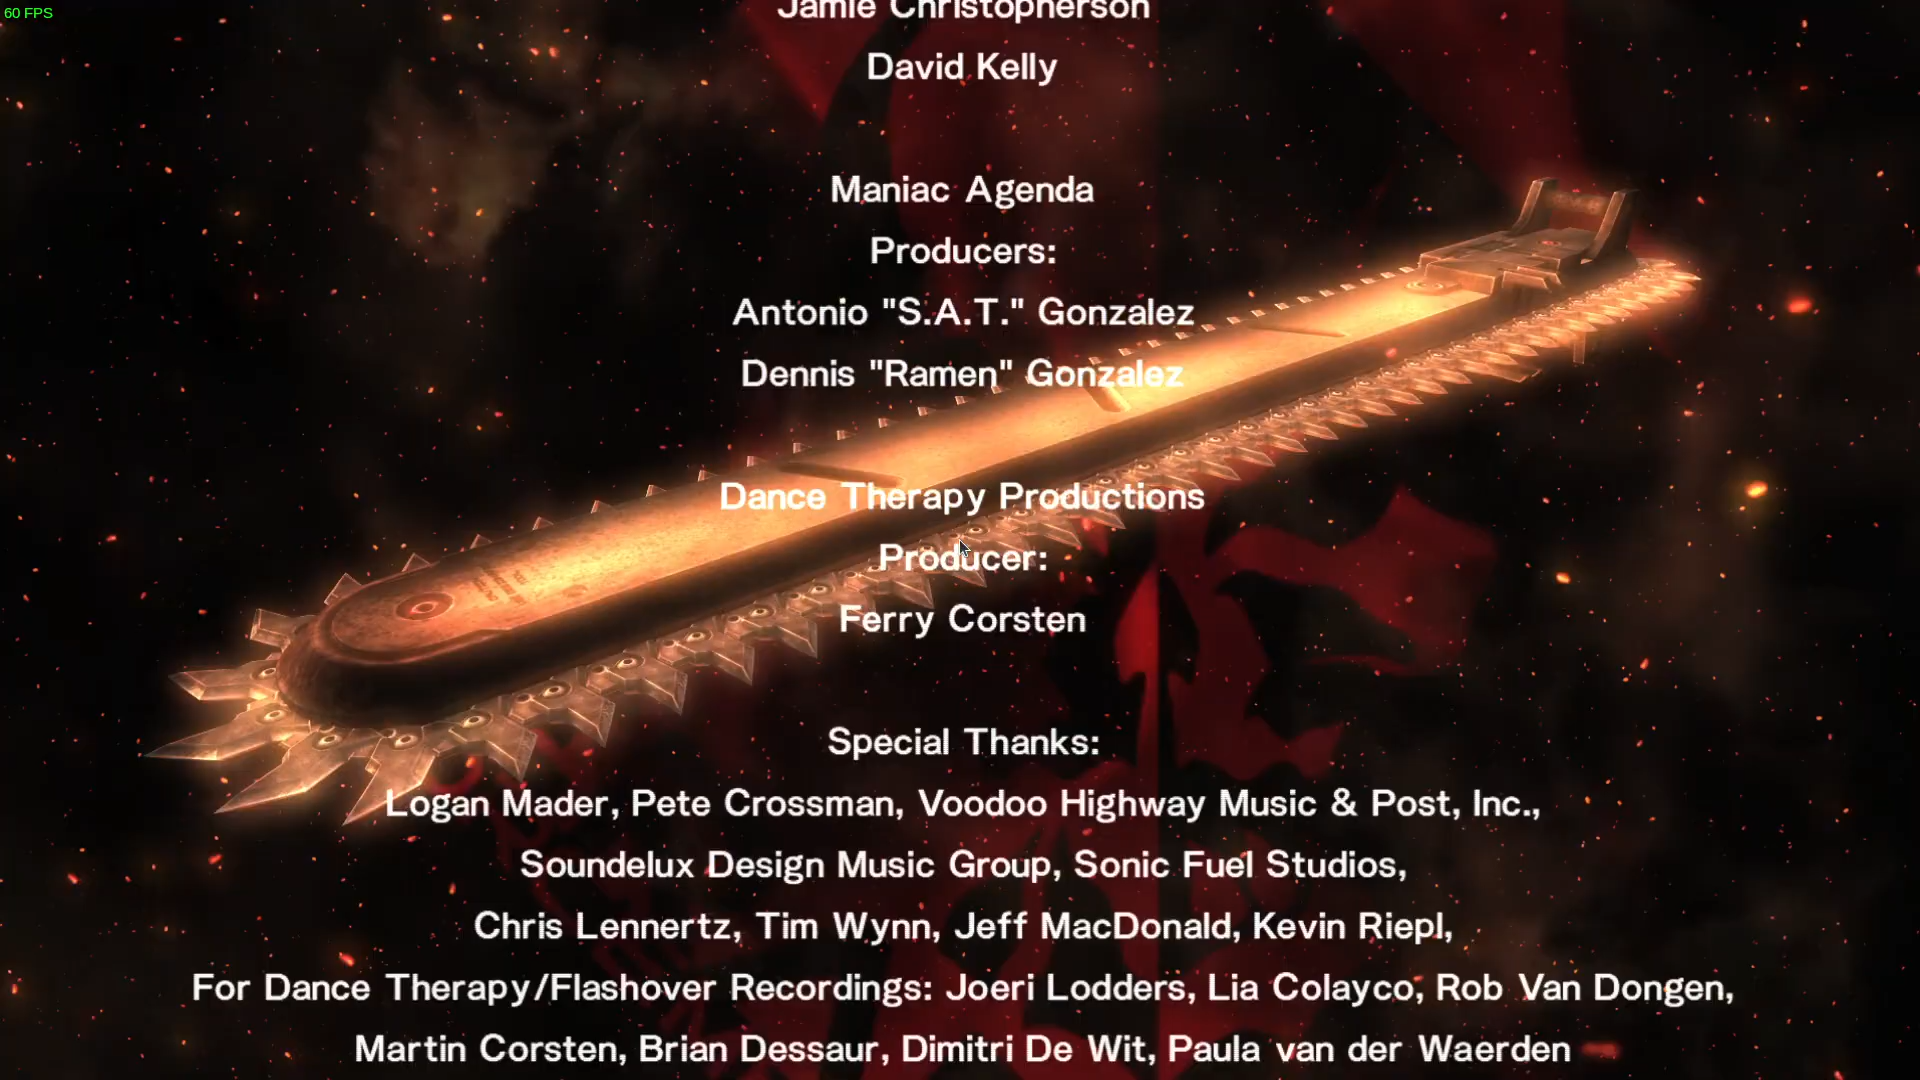 60 FPS
Jamie Christopherson
David Kelly
Maniac Agenda
Producers:
Antonio "S.A.T." Gonzalez
Dennis "Ramen" Gonzalez
Dance Therapy Productions
Producer:
Ferry Corsten
Special Thanks:
Logan Mader, Pete Crossman, Voodoo Highway Music & Post, Inc.,
Soundelux Design Music Group, Sonic Fuel Studios,
Chris Lennertz, Tim Wynn, Jeff MacDonald, Kevin Riepl,
For Dance Therapy/Flashover Recordings: Joeri Lodders, Lia Colayco, Rob Van Dongen,
Martin Corsten, Brian Dessaur, Dimitri De Wit, Paula van der Waerden